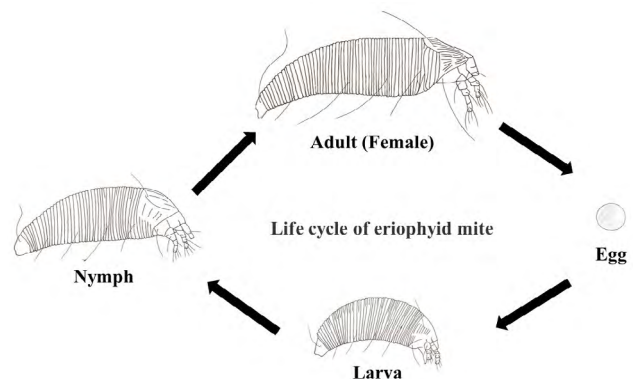 Adult (Female)
Life cycle of eriophyid mite
Egg
Nymph
Larva